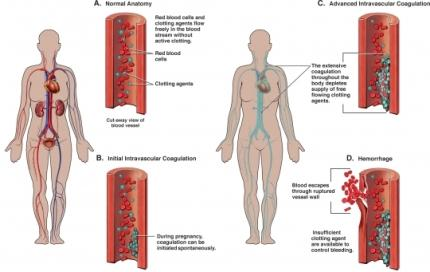 A. Normal Anatomy
Red blood cells and
clotting agents flow
freely in the blood
stream without
active clotting.
Red blood
cells
Clotting agents
Cut-away view of
blood vessel
B. Initial Intravascular Coagulation
During pregnancy,
coagulation can be
initiated spontaneously.
C. Advanced Intravascular Coagulation
The extensive
coagulation
throughout the
body depletes
supply of free
flowing clotting
agents.
D. Hemorrhage
Blood escapes
through ruptured
vessel wall
Insufficient
clotting agent
are available to
control bleeding.